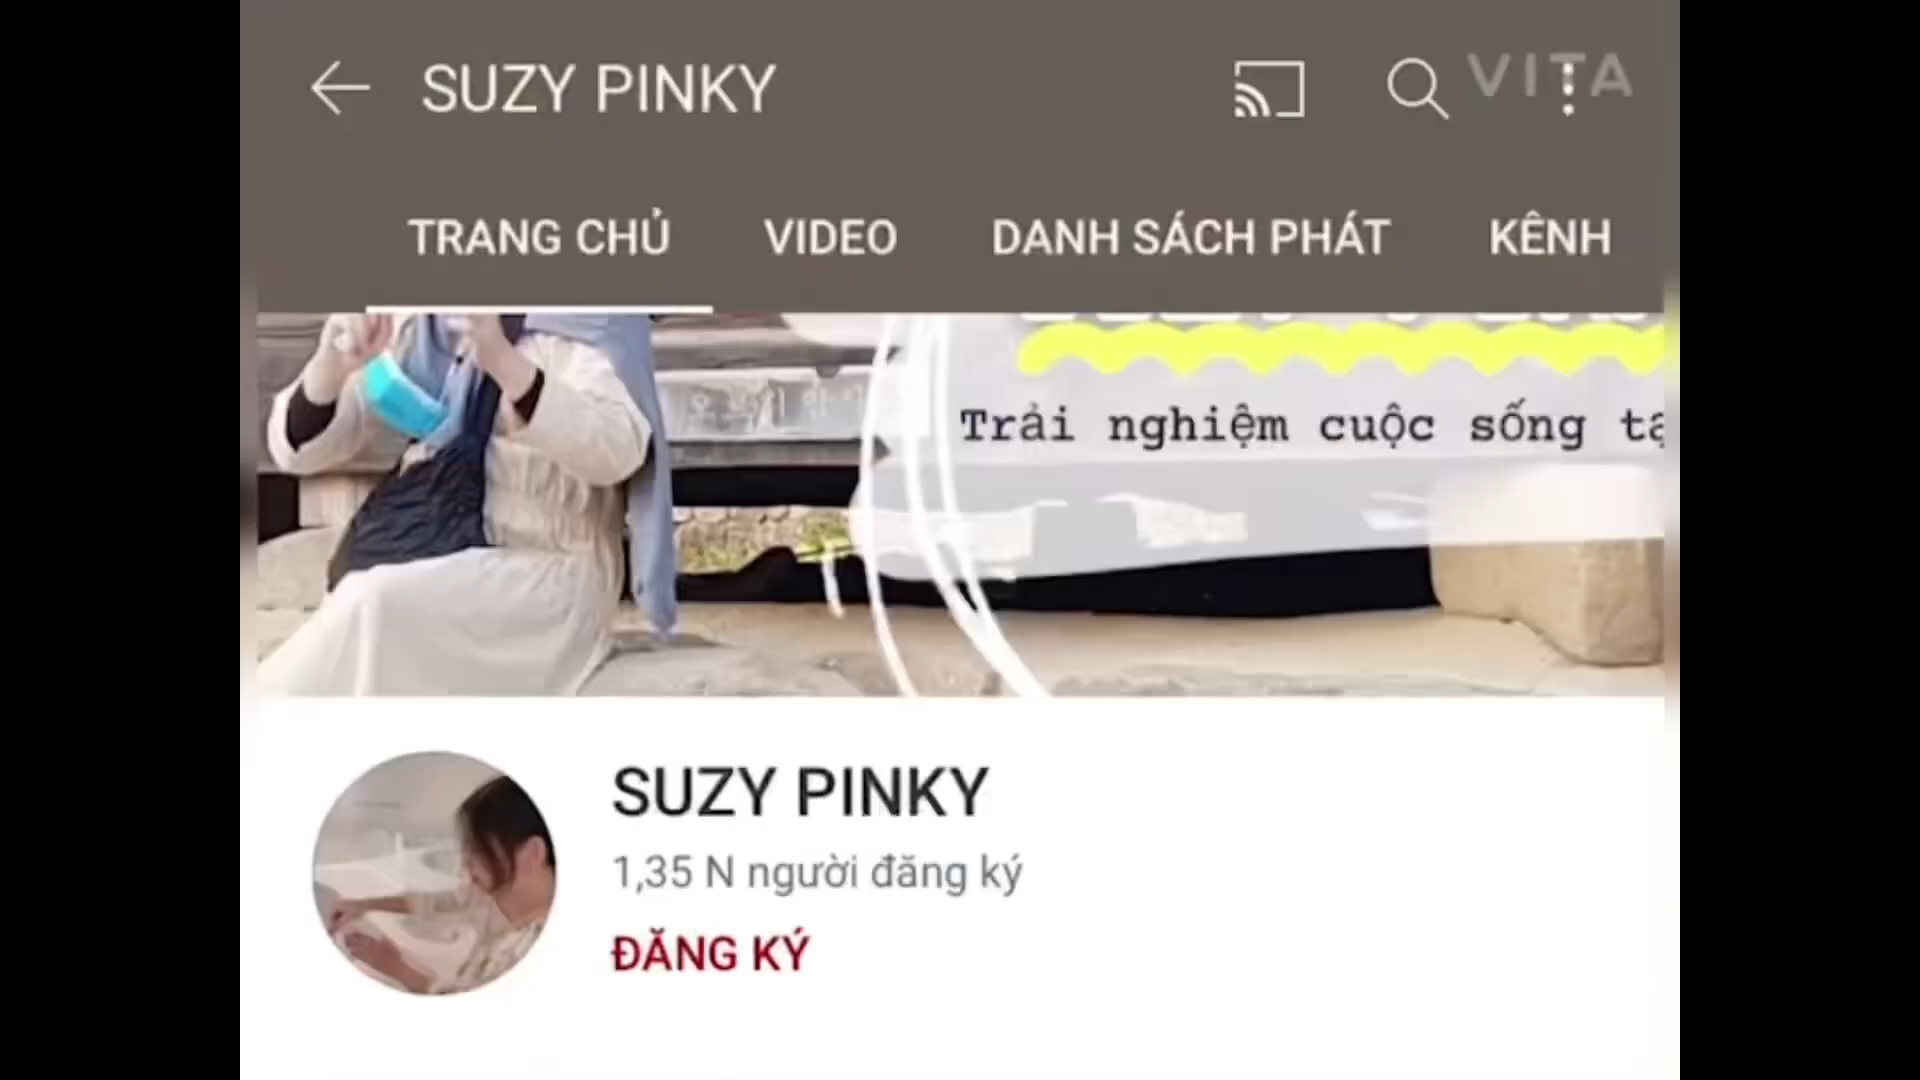 SUZY PINKY
VITA
TRANG CHỦ VIDEO DANH SÁCH PHÁT KÊNH
Trải nghiệm cuộc sống
SUZY PINKY
1,35 N người đăng ký
ĐĂNG KÝ